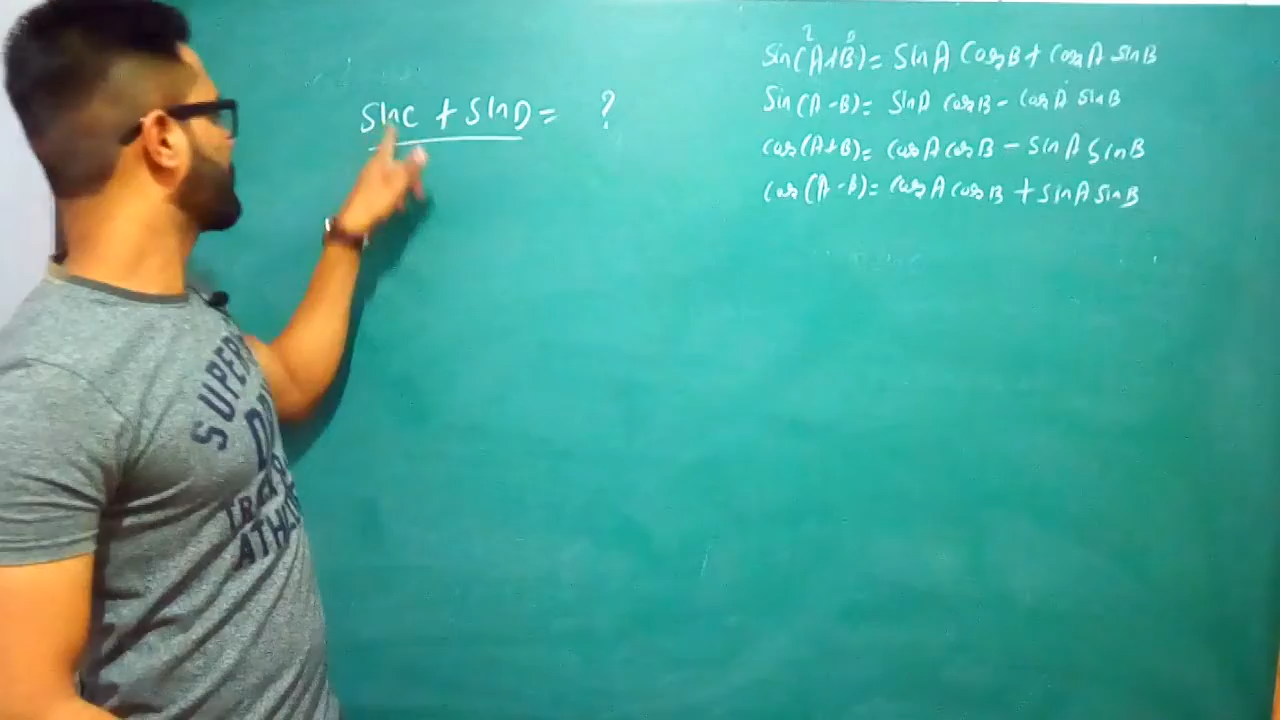 sinC + sinD = ?
sin(A+B) = sinA cosB + cosA sinB
sin(A-B) = sinA cosB - cosA sinB
cos(A+B) = cosA cosB - sinA sinB
cos(A-B) = cosA cosB + sinA sinB
SUPER
ATHL